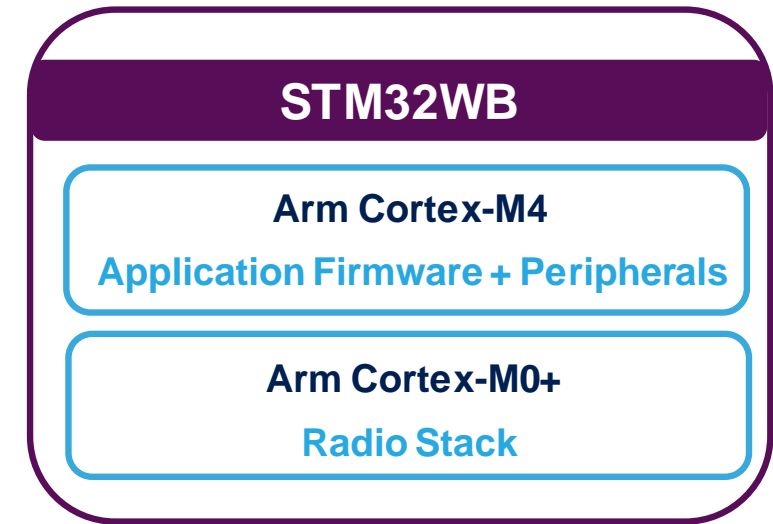 STM32WB
Arm Cortex-M4
Application Firmware + Peripherals
Arm Cortex-M0+
Radio Stack